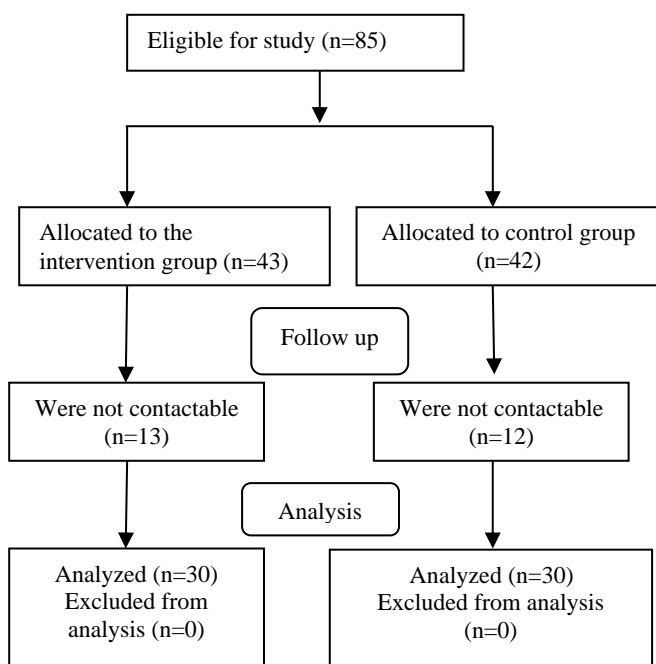 Eligible for study (n=85)
Allocated to the
intervention group (n=43)
Allocated to control group
(n=42)
Follow up
Were not contactable
(n=13)
Were not contactable
(n=12)
Analysis
Analyzed (n=30)
Excluded from
analysis (n=0)
Analyzed (n=30)
Excluded from analysis
(n=0)